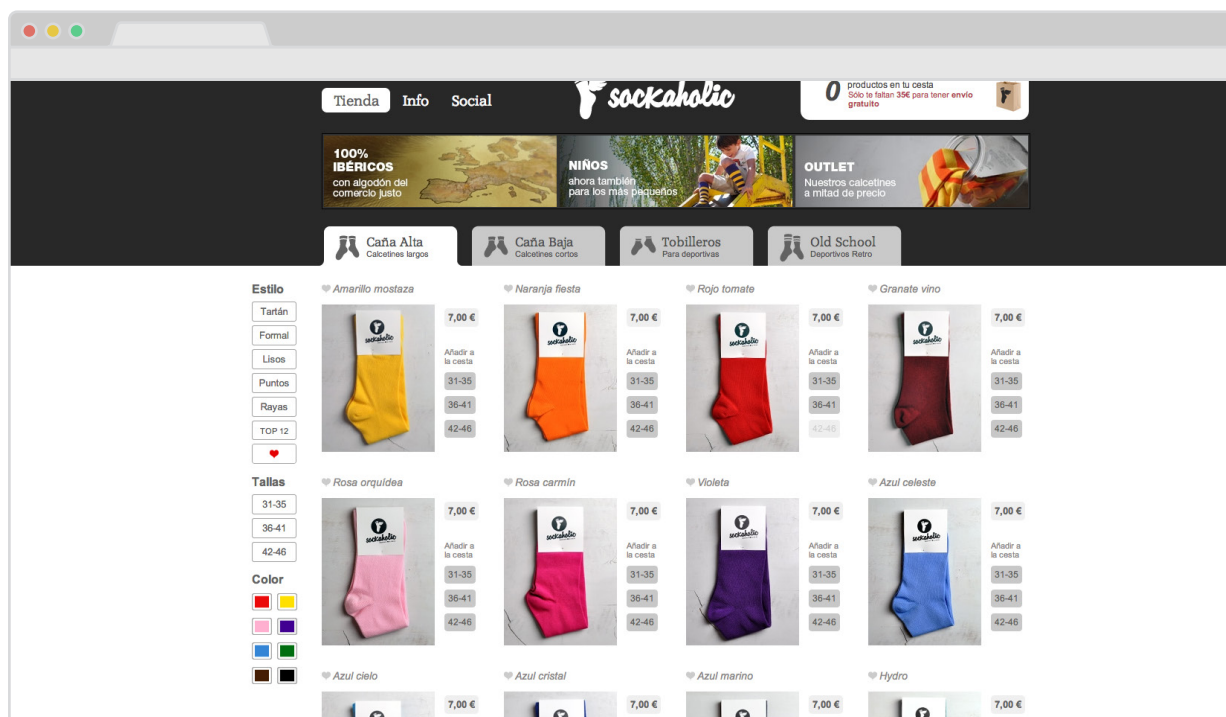 Tienda
Info
Social
sockaholic
0
productos en tu cesta
Sólo te faltan 35€ para tener envío
gratuito
100%
IBÉRICOS
con algodón del
comercio justo
NIÑOS
ahora también
para los más pequeños
OUTLET
Nuestros calcetines
a mitad de precio
Caña Alta
Calcetines largos
Caña Baja
Calcetines cortos
Tobilleros
Para deportivas
Old School
Deportivos Retro
Estilo
Tartán
Formal
Lisos
Puntos
Rayas
TOP 12
Tallas
31-35
36-41
42-46
Color
Amarillo mostaza
sockaholic
7,00 €
Añadir a
la cesta
31-35
36-41
42-46
Naranja fiesta
sockaholic
7,00 €
Añadir a
la cesta
31-35
36-41
42-46
Rojo tomate
sockaholic
7,00 €
Añadir a
la cesta
31-35
36-41
42-46
Granate vino
sockaholic
7,00 €
Añadir a
la cesta
31-35
36-41
42-46
Rosa orquídea
sockaholic
7,00 €
Añadir a
la cesta
31-35
36-41
42-46
Rosa carmín
sockaholic
7,00 €
Añadir a
la cesta
31-35
36-41
42-46
Violeta
sockaholic
7,00 €
Añadir a
la cesta
31-35
36-41
42-46
Azul celeste
sockaholic
7,00 €
Añadir a
la cesta
31-35
36-41
42-46
Azul cielo
7,00 €
Azul cristal
7,00 €
Azul marino
7,00 €
Hydro
7,00 €